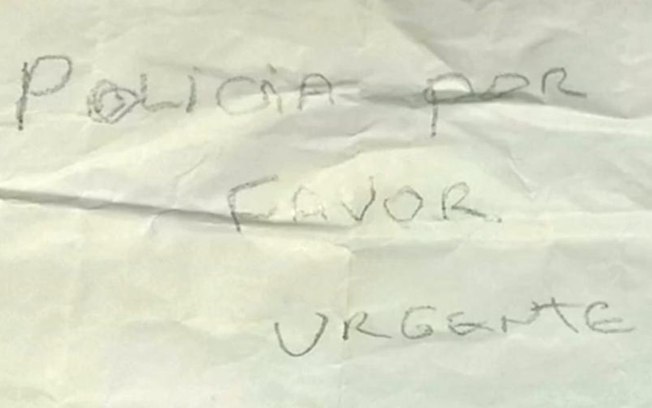 POLICIA POR
FAVOR.
URGENTE